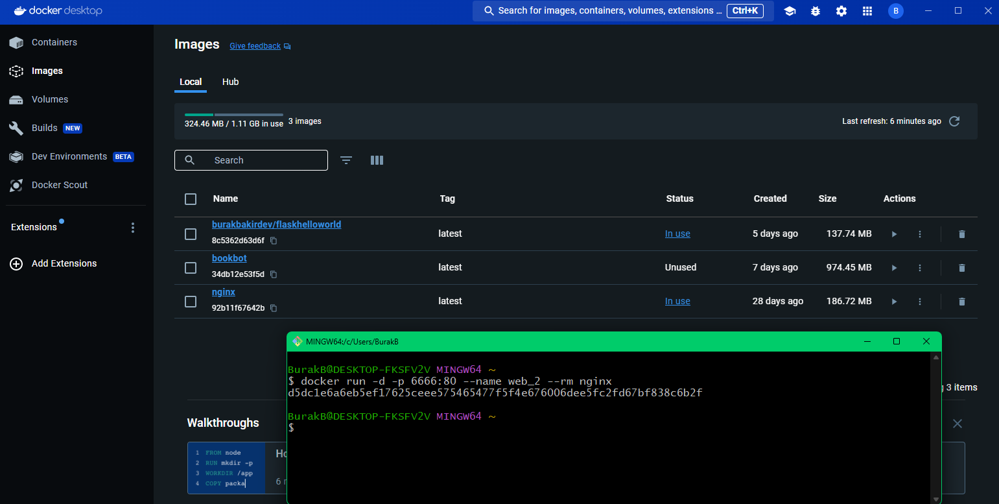 docker desktop
Search for images, containers, volumes, extensions ... Ctrl+K
B
Containers
Images
Volumes
Builds NEW
Dev Environments BETA
Docker Scout
Extensions
Add Extensions
Images Give feedback
Local Hub
324.46 MB / 1.11 GB in use 3 images
Last refresh: 6 minutes ago
Search
Name Tag Status Created Size Actions
burakbakirdev/flaskhelloworld
8c5362d63d6f
latest In use 5 days ago 137.74 MB
bookbot
34db12e53f5d
latest Unused 7 days ago 974.45 MB
nginx
92b11f67642b
latest In use 28 days ago 186.72 MB
MINGW64:/c/Users/BurakB
BurakB@DESKTOP-FKSFV2V MINGW64 ~
$ docker run -d -p 6666:80 --name web_2 --rm nginx
d5dc1e6a6eb5ef17625ceee575465477f5f4e676006dee5fc2fd67bf838c6b2f
BurakB@DESKTOP-FKSFV2V MINGW64 ~
$
3 items
Walkthroughs
1 FROM node
2 RUN mkdir -p
3 WORKDIR /app
4 COPY packa
6